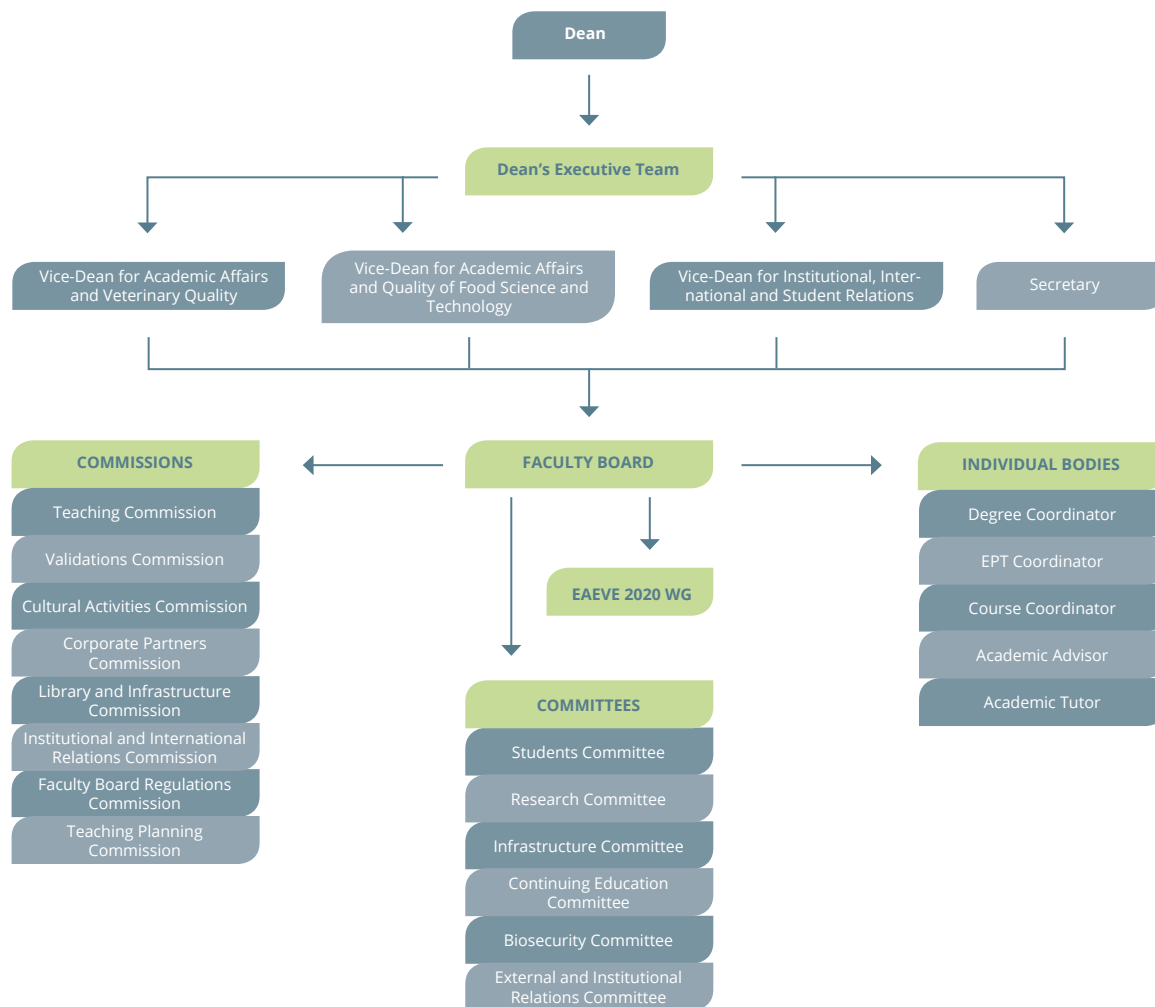 Dean
Dean’s Executive Team
Vice-Dean for Academic Affairs
and Veterinary Quality
Vice-Dean for Academic Affairs
and Quality of Food Science and
Technology
Vice-Dean for Institutional, Inter-
national and Student Relations
Secretary
COMMISSIONS
Teaching Commission
Validations Commission
Cultural Activities Commission
Corporate Partners
Commission
Library and Infrastructure
Commission
Institutional and International
Relations Commission
Faculty Board Regulations
Commission
Teaching Planning
Commission
FACULTY BOARD
EAEVE 2020 WG
COMMITTEES
Students Committee
Research Committee
Infrastructure Committee
Continuing Education
Committee
Biosecurity Committee
External and Institutional
Relations Committee
INDIVIDUAL BODIES
Degree Coordinator
EPT Coordinator
Course Coordinator
Academic Advisor
Academic Tutor